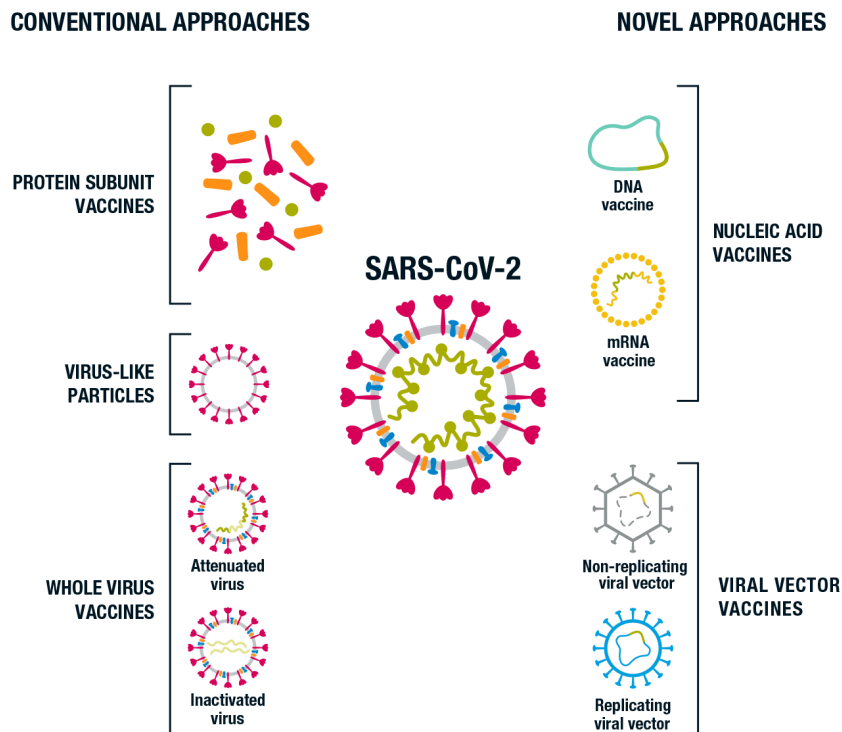 CONVENTIONAL APPROACHES
NOVEL APPROACHES
PROTEIN SUBUNIT
VACCINES
VIRUS-LIKE
PARTICLES
WHOLE VIRUS
VACCINES
Attenuated
virus
Inactivated
virus
SARS-CoV-2
DNA
vaccine
mRNA
vaccine
NUCLEIC ACID
VACCINES
Non-replicating
viral vector
Replicating
viral vector
VIRAL VECTOR
VACCINES